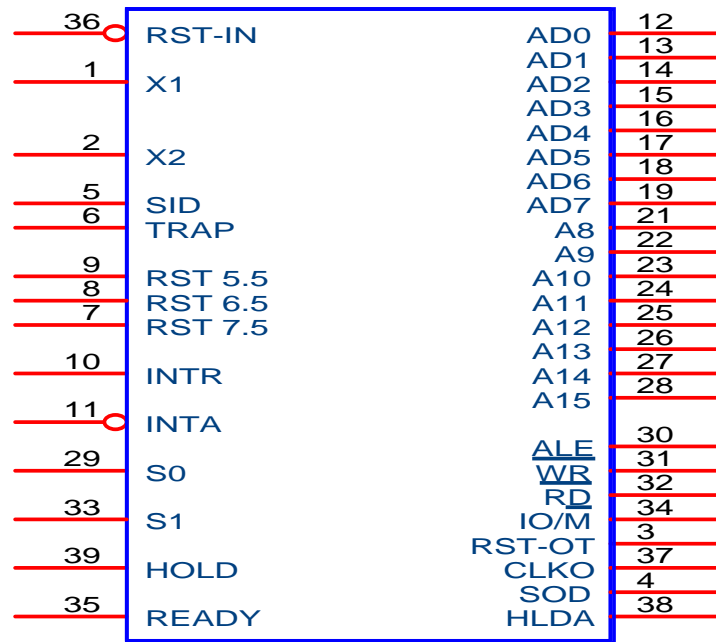 36 RST-IN AD0 12
AD1 13
1 X1 AD2 14
AD3 15
AD4 16
2 X2 AD5 17
AD6 18
5 SID AD7 19
6 TRAP A8 21
A9 22
9 RST 5.5 A10 23
8 RST 6.5 A11 24
7 RST 7.5 A12 25
A13 26
10 INTR A14 27
A15 28
11 INTA
ALE 30
29 S0 WR 31
RD 32
33 S1 IO/M 34
RST-OT 3
39 HOLD CLKO 37
SOD 4
35 READY HLDA 38